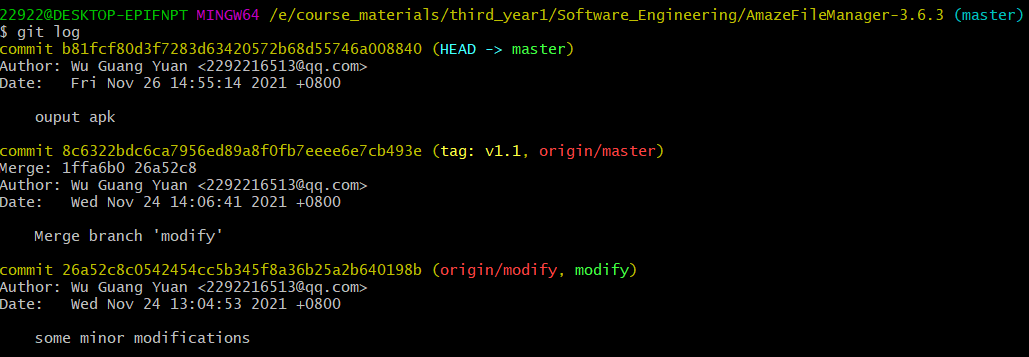 22922@DESKTOP-EPIFNPT MINGW64 /e/course_materials/third_year1/Software_Engineering/AmazeFileManager-3.6.3 (master)
$ git log
commit b81fcf80d3f7283d63420572b68d55746a008840 (HEAD -> master)
Author: Wu Guang Yuan <2292216513@qq.com>
Date:   Fri Nov 26 14:55:14 2021 +0800
    ouput apk
commit 8c6322bdc6ca7956ed89a8f0fb7eeee6e7cb493e (tag: v1.1, origin/master)
Merge: 1ffa6b0 26a52c8
Author: Wu Guang Yuan <2292216513@qq.com>
Date:   Wed Nov 24 14:06:41 2021 +0800
    Merge branch 'modify'
commit 26a52c8c0542454cc5b345f8a36b25a2b640198b (origin/modify, modify)
Author: Wu Guang Yuan <2292216513@qq.com>
Date:   Wed Nov 24 13:04:53 2021 +0800
    some minor modifications